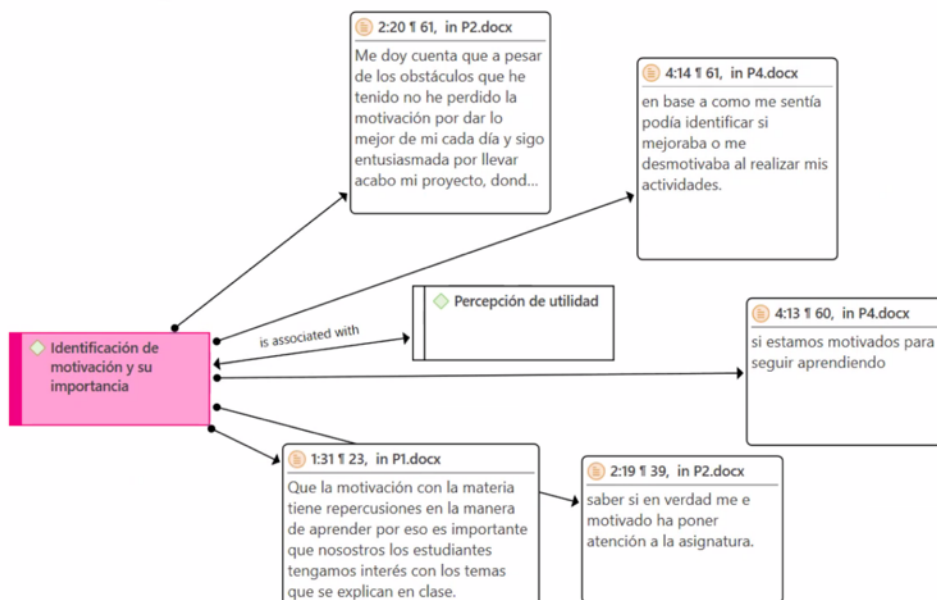 2:20 ¶ 61, in P2.docx
Me doy cuenta que a pesar
de los obstáculos que he
tenido no he perdido la
motivación por dar lo
mejor de mi cada día y sigo
entusiasmada por llevar
acabo mi proyecto, dond...
4:14 ¶ 61, in P4.docx
en base a como me sentía
podía identificar si
mejoraba o me
desmotivaba al realizar mis
actividades.
Percepción de utilidad
is associated with
4:13 ¶ 60, in P4.docx
si estamos motivados para
seguir aprendiendo
Identificación de
motivación y su
importancia
1:31 ¶ 23, in P1.docx
Que la motivación con la materia
tiene repercusiones en la manera
de aprender por eso es importante
que nosostros los estudiantes
tengamos interés con los temas
que se explican en clase.
2:19 ¶ 39, in P2.docx
saber si en verdad me e
motivado ha poner
atención a la asignatura.